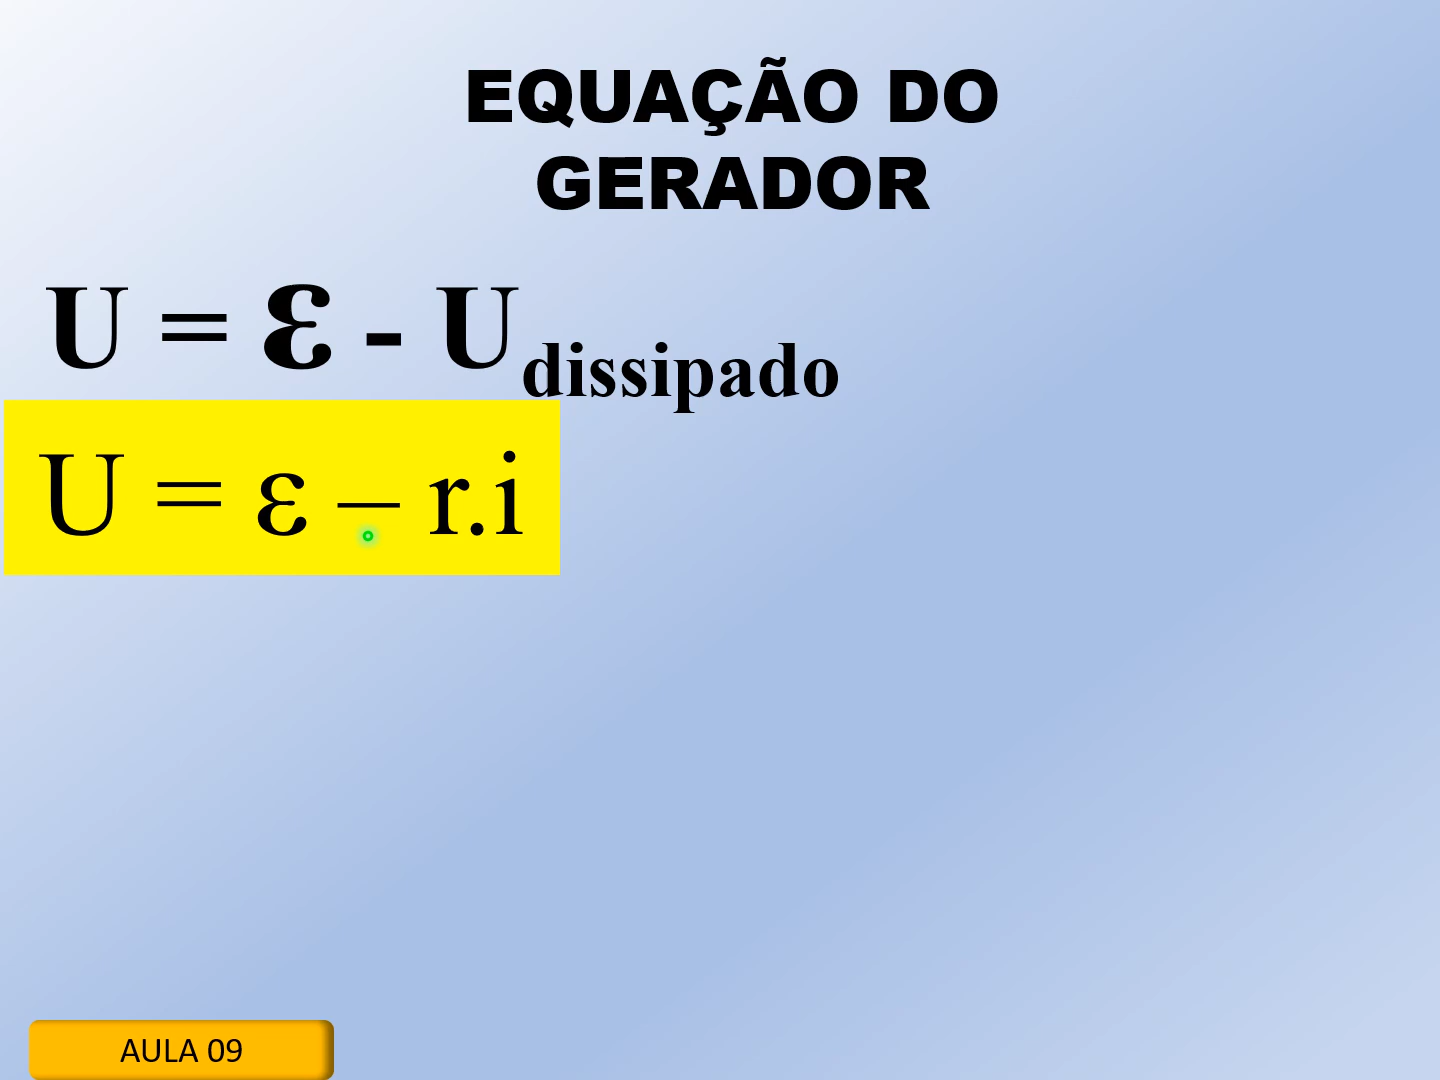 EQUAÇÃO DO
GERADOR
U = ε - Udissipado
U = ε – r.i
AULA 09